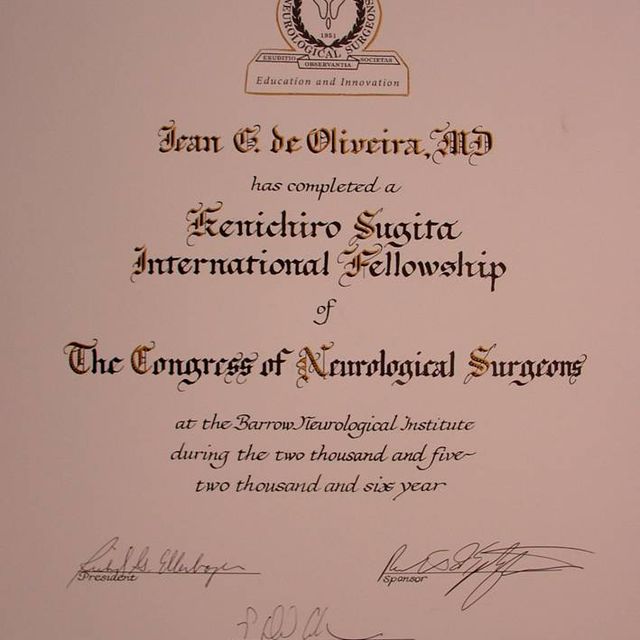 NEUROLOGICAL SURGEONS
1951
ERUDITIO OBSERVANTIA SOCIETAS
Education and Innovation
Jean G. de Oliveira, MD
has completed a
Kenichiro Sugita
International Fellowship
of
The Congress of Neurological Surgeons
at the Barrow Neurological Institute
during the two thousand and five-
two thousand and six year
President
Sponsor